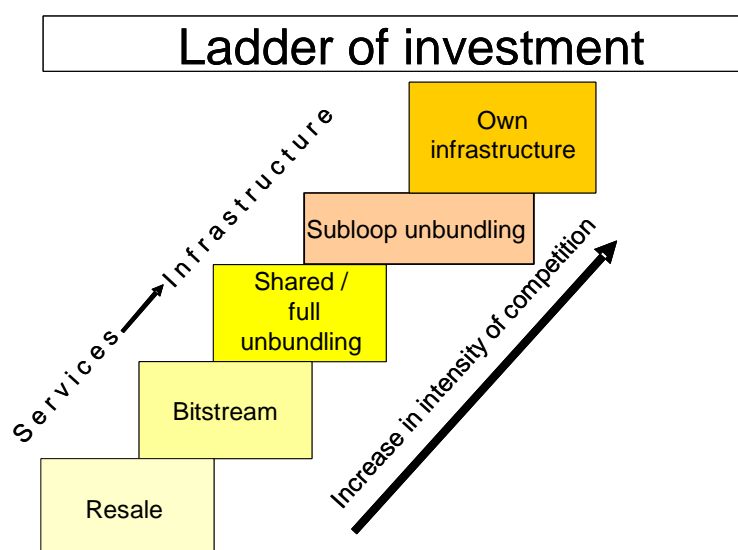 Ladder of investment
Own
infrastructure
Services → Infrastructure
Subloop unbundling
Shared /
full
unbundling
Increase in intensity of competition
Bitstream
Resale